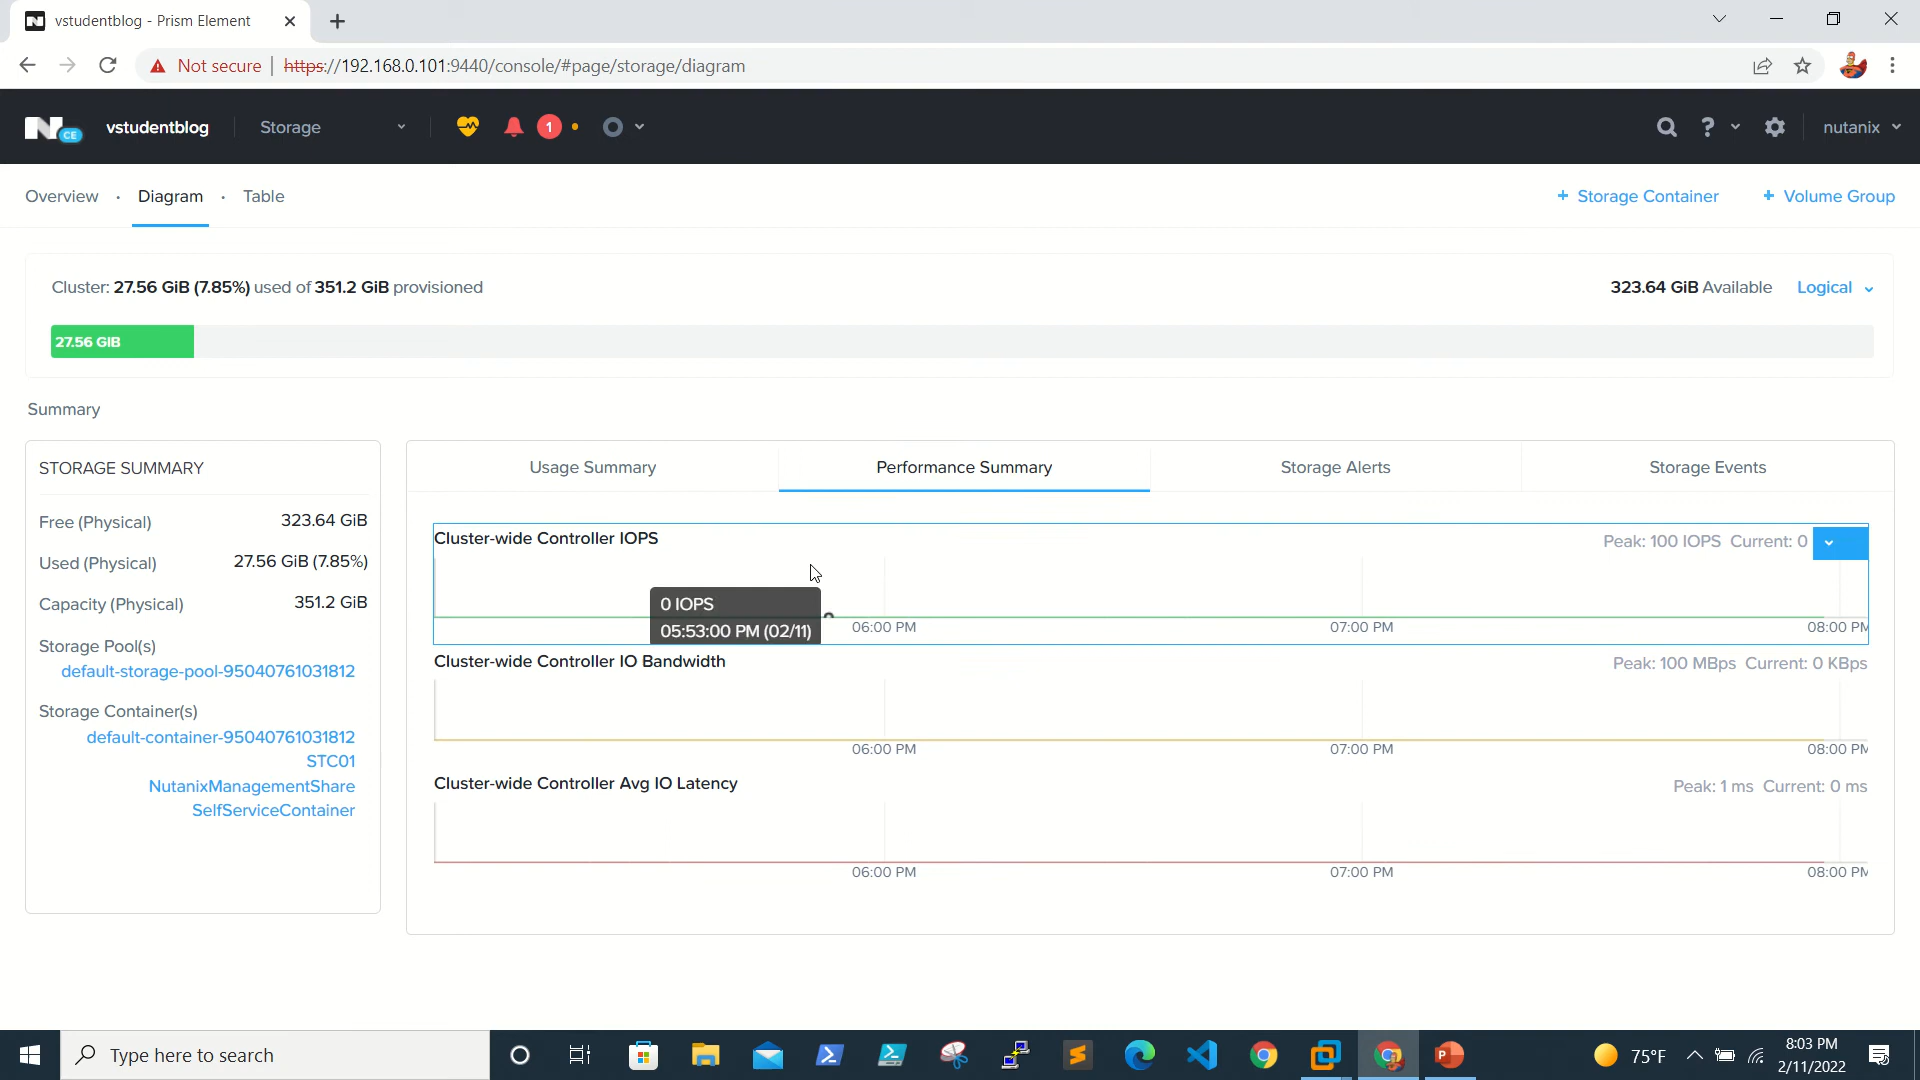 vstudentblog - Prism Element
Not secure | https://192.168.0.101:9440/console/#page/storage/diagram
N CE vstudentblog Storage 1 ? nutanix
Overview · Diagram · Table + Storage Container + Volume Group
Cluster: 27.56 GiB (7.85%) used of 351.2 GiB provisioned 323.64 GiB Available Logical
27.56 GIB
Summary
STORAGE SUMMARY
Free (Physical) 323.64 GiB
Used (Physical) 27.56 GiB (7.85%)
Capacity (Physical) 351.2 GiB
Storage Pool(s)
default-storage-pool-95040761031812
Storage Container(s)
default-container-95040761031812
STC01
NutanixManagementShare
SelfServiceContainer
Usage Summary Performance Summary Storage Alerts Storage Events
Cluster-wide Controller IOPS Peak: 100 IOPS Current: 0
0 IOPS
05:53:00 PM (02/11)
06:00 PM 07:00 PM 08:00 PM
Cluster-wide Controller IO Bandwidth Peak: 100 MBps Current: 0 KBps
06:00 PM 07:00 PM 08:00 PM
Cluster-wide Controller Avg IO Latency Peak: 1 ms Current: 0 ms
06:00 PM 07:00 PM 08:00 PM
Type here to search
75°F
8:03 PM
2/11/2022